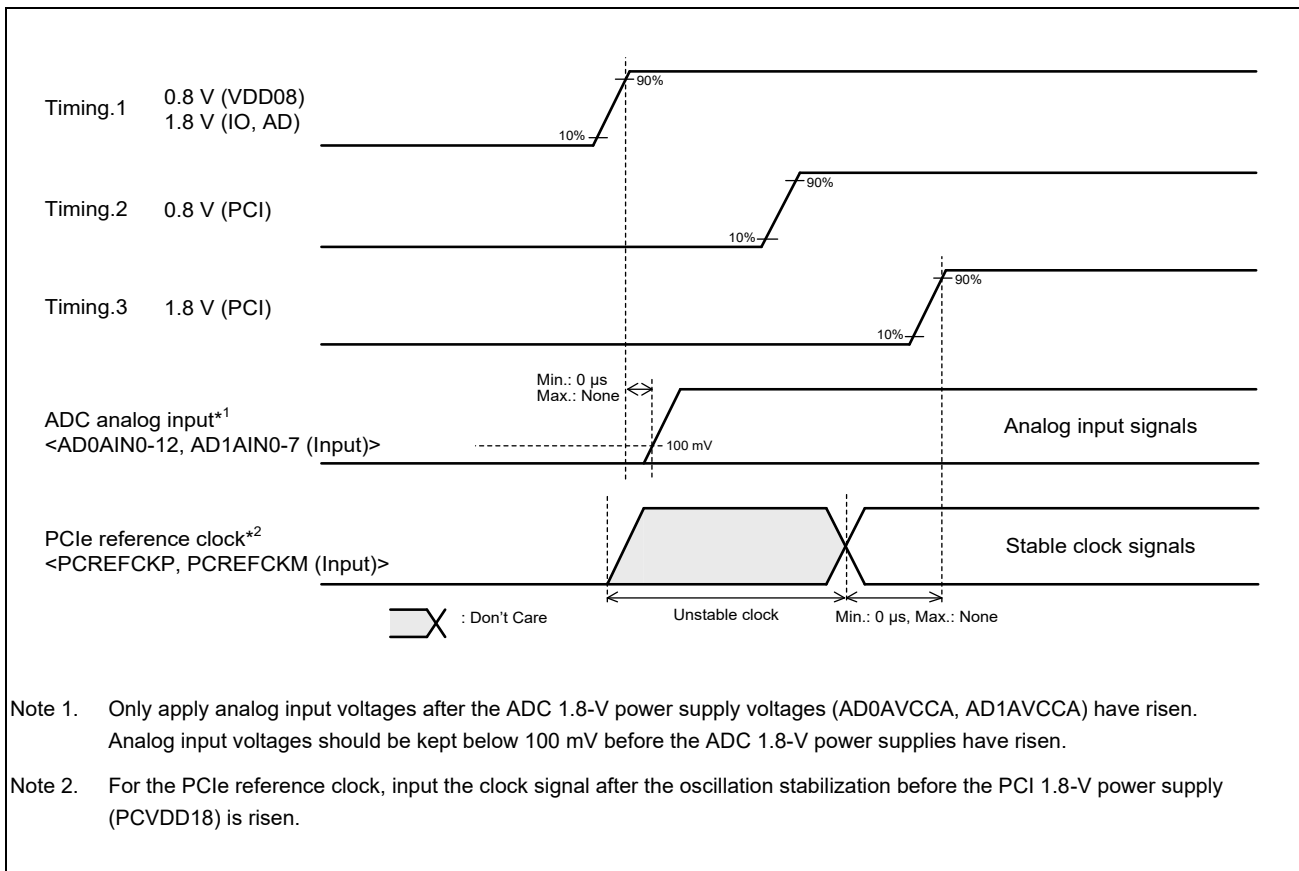 90%
Timing.1 0.8 V (VDD08)
1.8 V (IO, AD)
10%
90%
Timing.2 0.8 V (PCI)
10%
90%
Timing.3 1.8 V (PCI)
10%
Min.: 0 µs
Max.: None
ADC analog input*1
<AD0AIN0-12, AD1AIN0-7 (Input)>
100 mV
Analog input signals
PCIe reference clock*2
<PCREFCKP, PCREFCKM (Input)>
Stable clock signals
: Don't Care
Unstable clock
Min.: 0 µs, Max.: None
Note 1. Only apply analog input voltages after the ADC 1.8-V power supply voltages (AD0AVCCA, AD1AVCCA) have risen.
Analog input voltages should be kept below 100 mV before the ADC 1.8-V power supplies have risen.
Note 2. For the PCIe reference clock, input the clock signal after the oscillation stabilization before the PCI 1.8-V power supply
(PCVDD18) is risen.